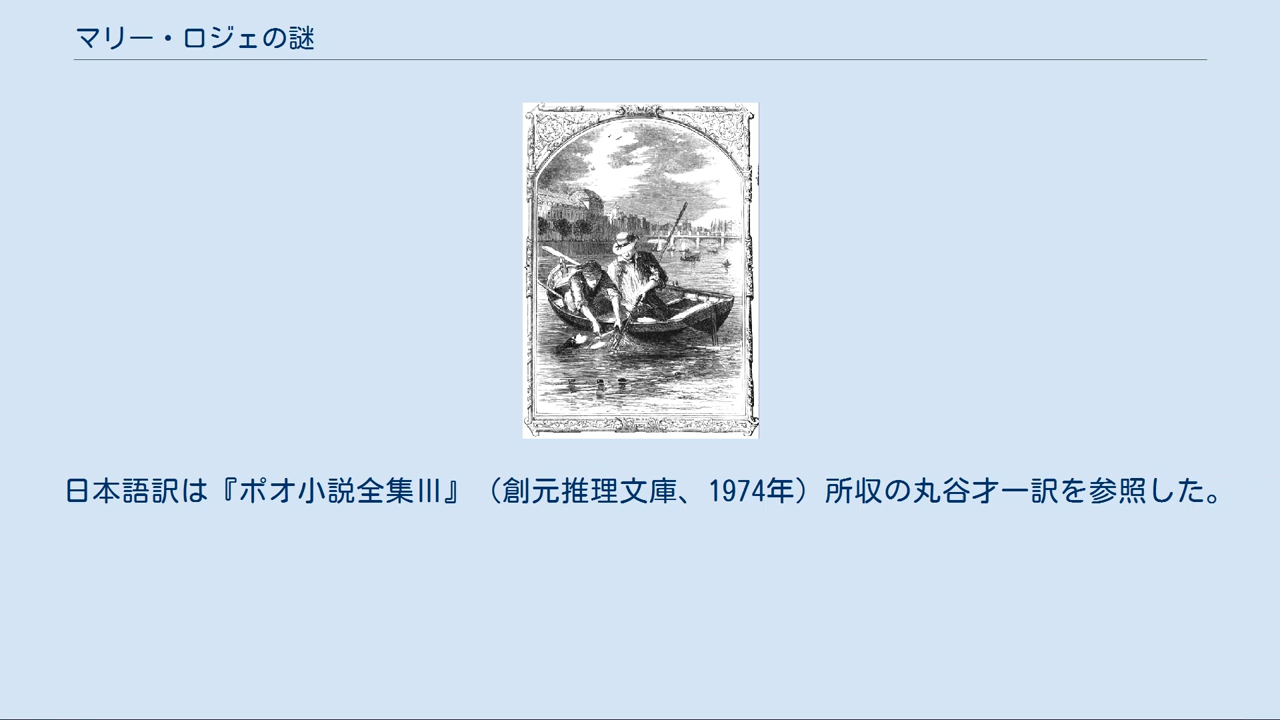 マリー・ロジェの謎
日本語訳は『ポオ小説全集Ⅲ』（創元推理文庫、1974年）所収の丸谷才一訳を参照した。